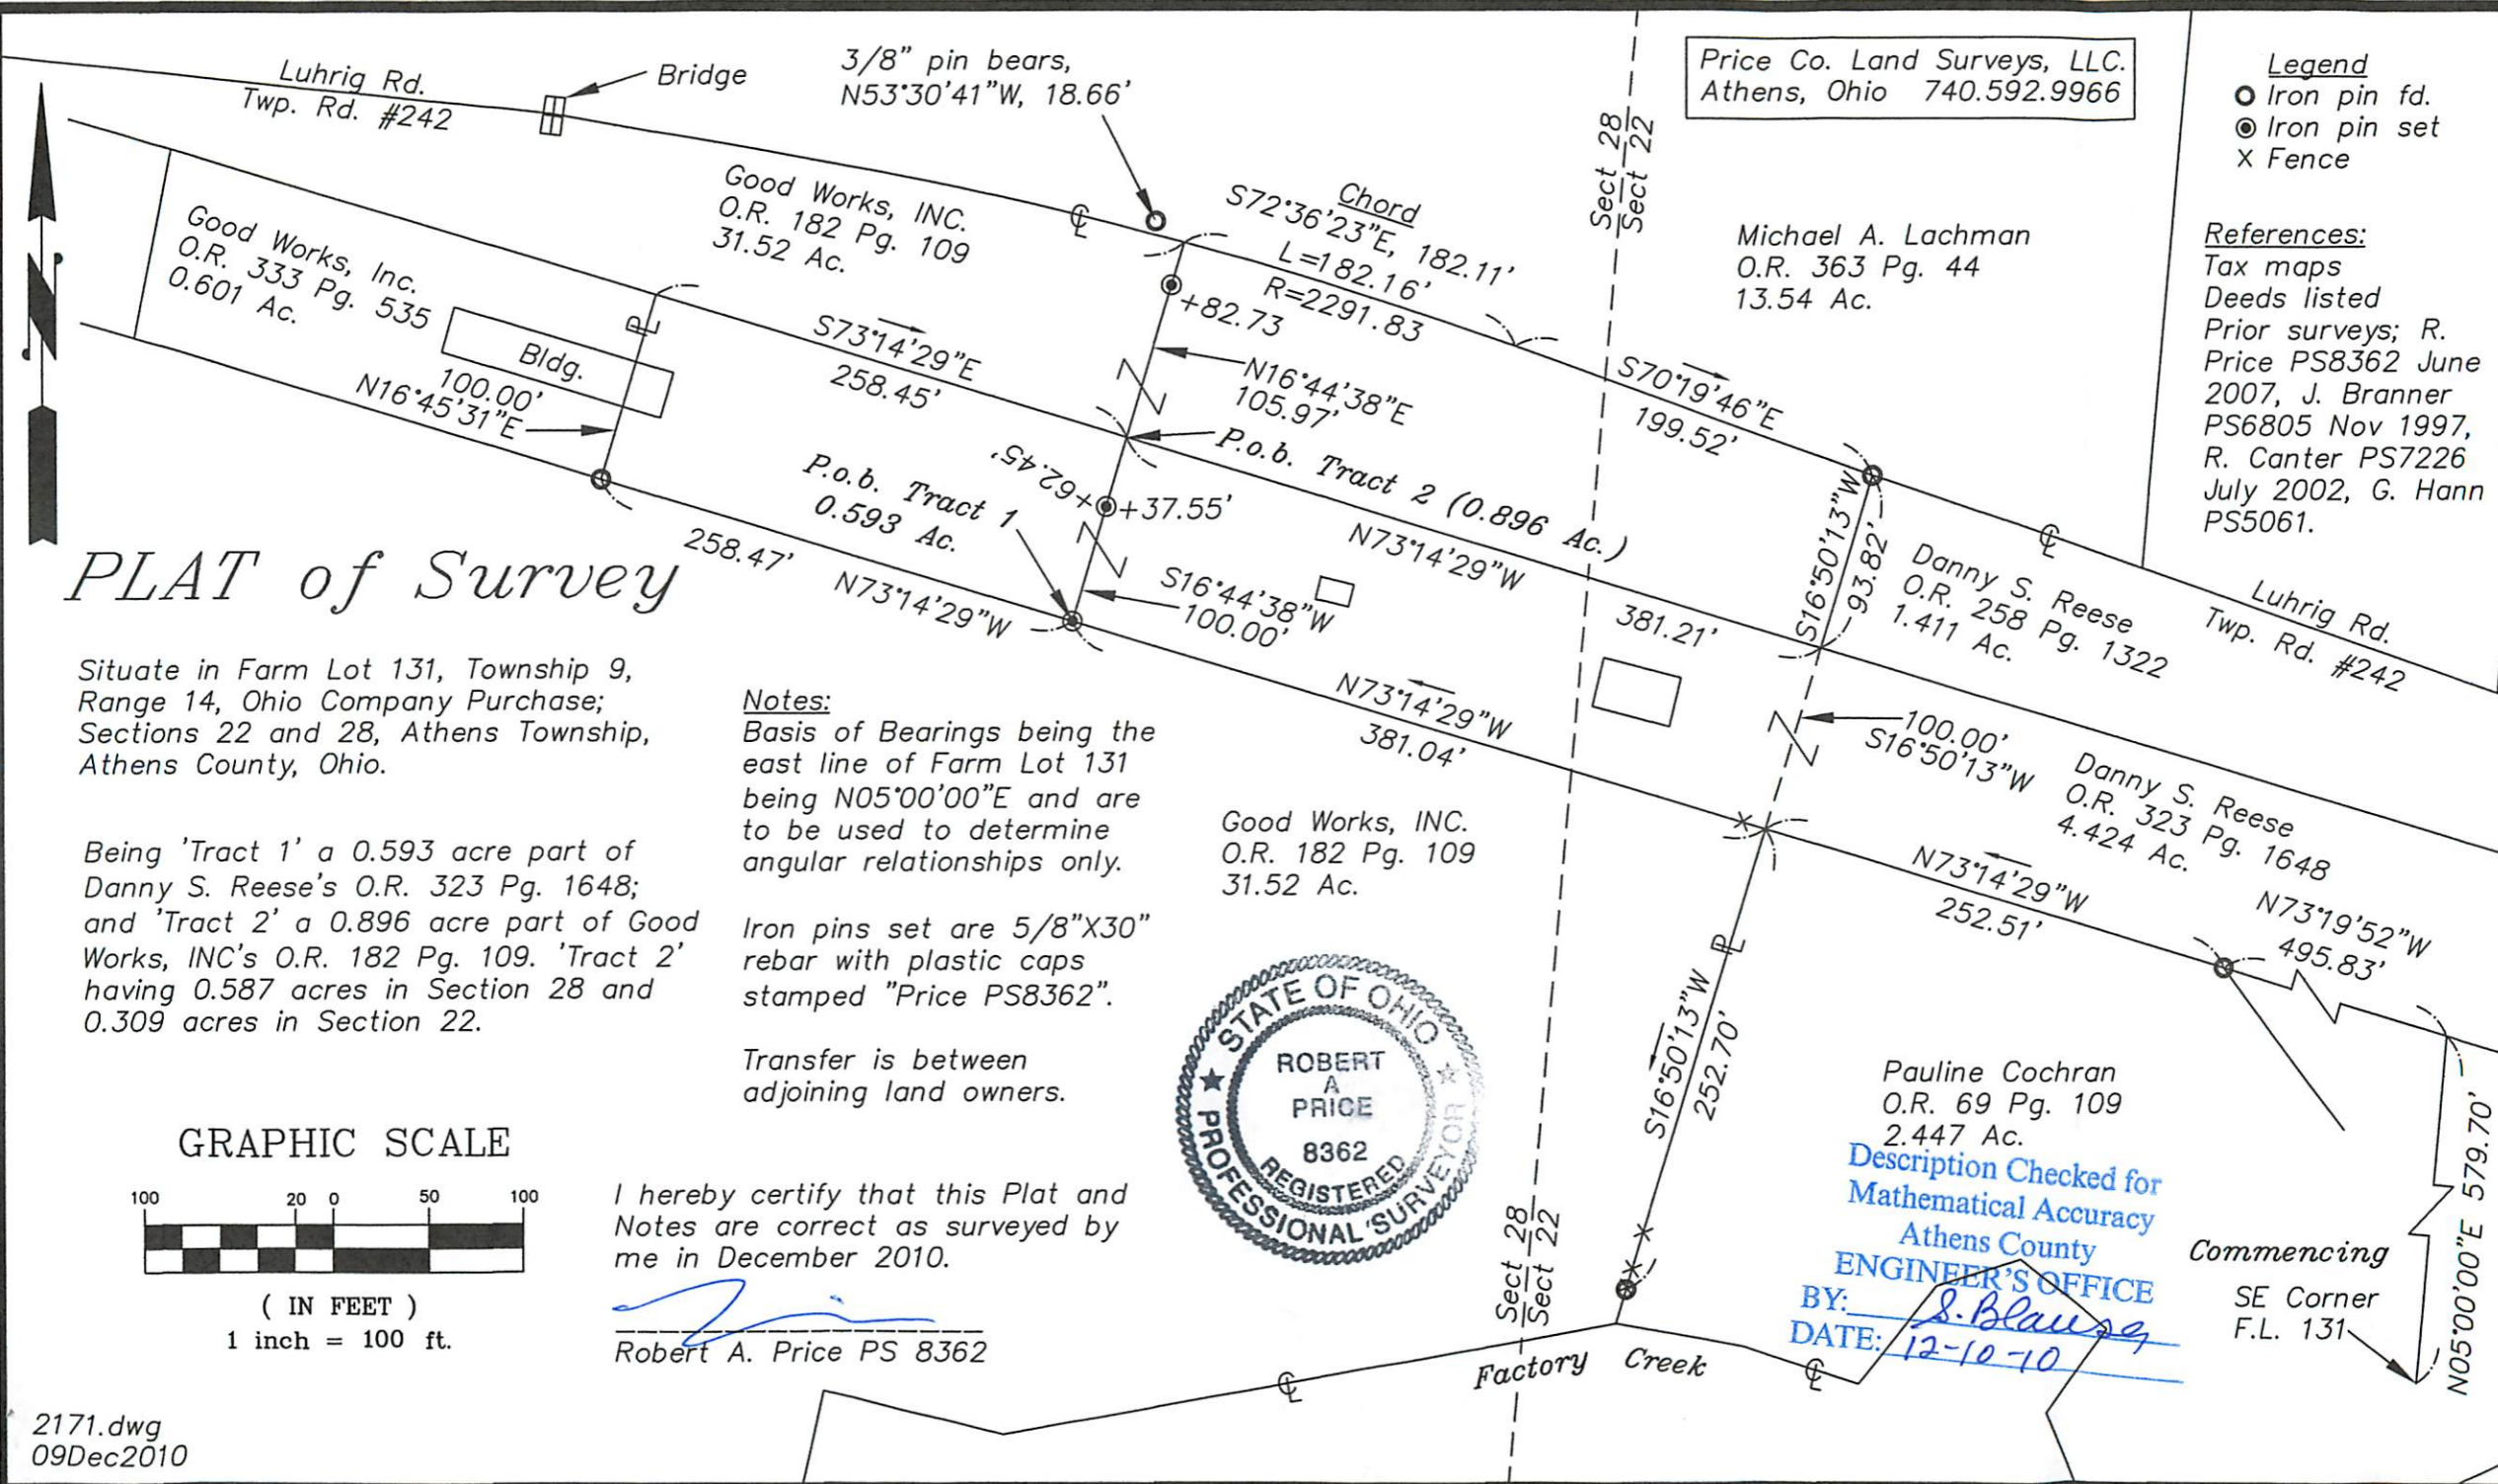 Luhrig Rd.
Twp. Rd. #242
Bridge
3/8" pin bears,
N53°30'41"W, 18.66'
Price Co. Land Surveys, LLC.
Athens, Ohio 740.592.9966
Legend
Iron pin fd.
Iron pin set
X Fence
References:
Tax maps
Deeds listed
Prior surveys; R.
Price PS8362 June
2007, J. Branner
PS6805 Nov 1997,
R. Canter PS7226
July 2002, G. Hann
PS5061.
Sect 28
Sect 22
Good Works, Inc.
O.R. 333 Pg. 535
0.601 Ac.
Good Works, INC.
O.R. 182 Pg. 109
31.52 Ac.
℄
Chord
S72°36'23"E, 182.11'
L=182.16'
R=2291.83
Michael A. Lachman
O.R. 363 Pg. 44
13.54 Ac.
N
Bldg.
100.00'
N16°45'31"E
S73°14'29"E
258.45'
+82.73
N16°44'38"E
105.97'
S70°19'46"E
199.52'
P.o.b. Tract 1
0.593 Ac.
+62.45'
+37.55'
P.o.b. Tract 2 (0.896 Ac.)
N73°14'29"W
381.21'
S16°50'13"W
93.82'
℄
Danny S. Reese
O.R. 258 Pg. 1322
1.411 Ac.
Luhrig Rd.
Twp. Rd. #242
258.47'
N73°14'29"W
S16°44'38"W
100.00'
N73°14'29"W
381.04'
100.00'
S16°50'13"W
Danny S. Reese
O.R. 323 Pg. 1648
4.424 Ac.
N73°14'29"W
252.51'
N73°19'52"W
495.83'
PLAT of Survey
Situate in Farm Lot 131, Township 9,
Range 14, Ohio Company Purchase;
Sections 22 and 28, Athens Township,
Athens County, Ohio.
Being 'Tract 1' a 0.593 acre part of
Danny S. Reese's O.R. 323 Pg. 1648;
and 'Tract 2' a 0.896 acre part of Good
Works, INC's O.R. 182 Pg. 109. 'Tract 2'
having 0.587 acres in Section 28 and
0.309 acres in Section 22.
Notes:
Basis of Bearings being the
east line of Farm Lot 131
being N05°00'00"E and are
to be used to determine
angular relationships only.
Iron pins set are 5/8"X30"
rebar with plastic caps
stamped "Price PS8362".
Transfer is between
adjoining land owners.
Good Works, INC.
O.R. 182 Pg. 109
31.52 Ac.
STATE OF OHIO
ROBERT
A
PRICE
8362
REGISTERED
PROFESSIONAL SURVEYOR
S16°50'13"W
252.70'
Pauline Cochran
O.R. 69 Pg. 109
2.447 Ac.
Description Checked for
Mathematical Accuracy
Athens County
ENGINEER'S OFFICE
BY:
DATE: 12-10-10
Commencing
SE Corner
F.L. 131
N05°00'00"E 579.70'
Sect 28
Sect 22
Factory Creek
℄
℄
GRAPHIC SCALE
100 20 0 50 100
( IN FEET )
1 inch = 100 ft.
I hereby certify that this Plat and
Notes are correct as surveyed by
me in December 2010.
Robert A. Price PS 8362
2171.dwg
09Dec2010